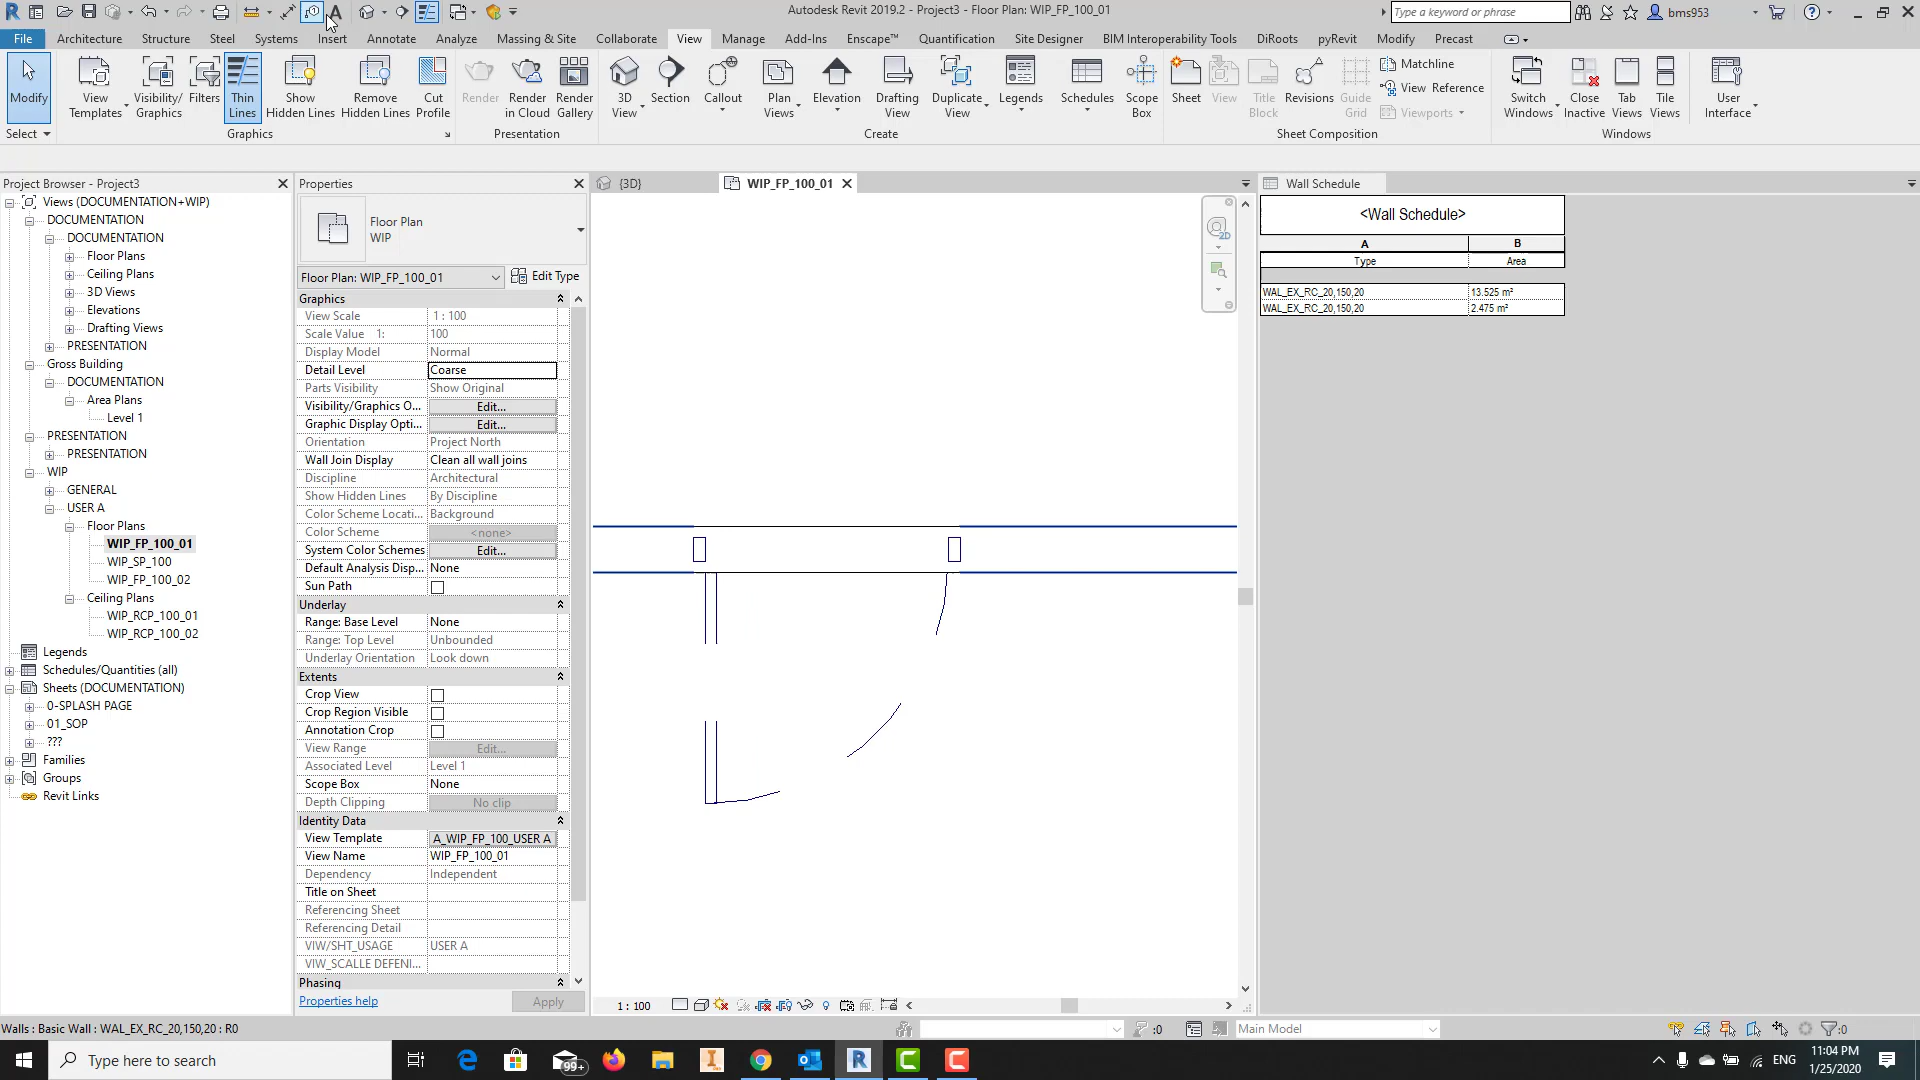 Autodesk Revit 2019.2 - Project3 - Floor Plan: WIP_FP_100_01
Type a keyword or phrase
bms953
File Architecture Structure Steel Systems Insert Annotate Analyze Massing & Site Collaborate View Manage Add-Ins Enscape™ Quantification Site Designer BIM Interoperability Tools DiRoots pyRevit Modify Precast
Modify
View Templates
Visibility/ Graphics
Filters
Thin Lines
Show Hidden Lines
Remove Hidden Lines
Cut Profile
Render
Render in Cloud
Render Gallery
3D View
Section
Callout
Plan Views
Elevation
Drafting View
Duplicate View
Legends
Schedules
Scope Box
Sheet
View
Title Block
Revisions
Guide Grid
Matchline
View Reference
Viewports
Switch Windows
Close Inactive
Tab Views
Tile Views
User Interface
Select
Graphics
Presentation
Create
Sheet Composition
Windows
Project Browser - Project3
Views (DOCUMENTATION+WIP)
DOCUMENTATION
DOCUMENTATION
Floor Plans
Ceiling Plans
3D Views
Elevations
Drafting Views
PRESENTATION
Gross Building
DOCUMENTATION
Area Plans
Level 1
PRESENTATION
PRESENTATION
WIP
GENERAL
USER A
Floor Plans
WIP_FP_100_01
WIP_SP_100
WIP_FP_100_02
Ceiling Plans
WIP_RCP_100_01
WIP_RCP_100_02
Legends
Schedules/Quantities (all)
Sheets (DOCUMENTATION)
0-SPLASH PAGE
01_SOP
???
Families
Groups
Revit Links
Properties
Floor Plan
WIP
Floor Plan: WIP_FP_100_01
Edit Type
Graphics
View Scale 1 : 100
Scale Value 1: 100
Display Model Normal
Detail Level Coarse
Parts Visibility Show Original
Visibility/Graphics O... Edit...
Graphic Display Opti... Edit...
Orientation Project North
Wall Join Display Clean all wall joins
Discipline Architectural
Show Hidden Lines By Discipline
Color Scheme Locati... Background
Color Scheme <none>
System Color Schemes Edit...
Default Analysis Disp... None
Sun Path
Underlay
Range: Base Level None
Range: Top Level Unbounded
Underlay Orientation Look down
Extents
Crop View
Crop Region Visible
Annotation Crop
View Range Edit...
Associated Level Level 1
Scope Box None
Depth Clipping No clip
Identity Data
View Template A_WIP_FP_100_USER A
View Name WIP_FP_100_01
Dependency Independent
Title on Sheet
Referencing Sheet
Referencing Detail
VIW/SHT_USAGE USER A
VIW_SCALLE DEFENI...
Phasing
Properties help
Apply
{3D}
WIP_FP_100_01
2D
1 : 100
Wall Schedule
<Wall Schedule>
A B
Type Area
WAL_EX_RC_20,150,20 13.525 m²
WAL_EX_RC_20,150,20 2.475 m²
Walls : Basic Wall : WAL_EX_RC_20,150,20 : R0
:0
Main Model
:0
Type here to search
99+
ENG
11:04 PM
1/25/2020